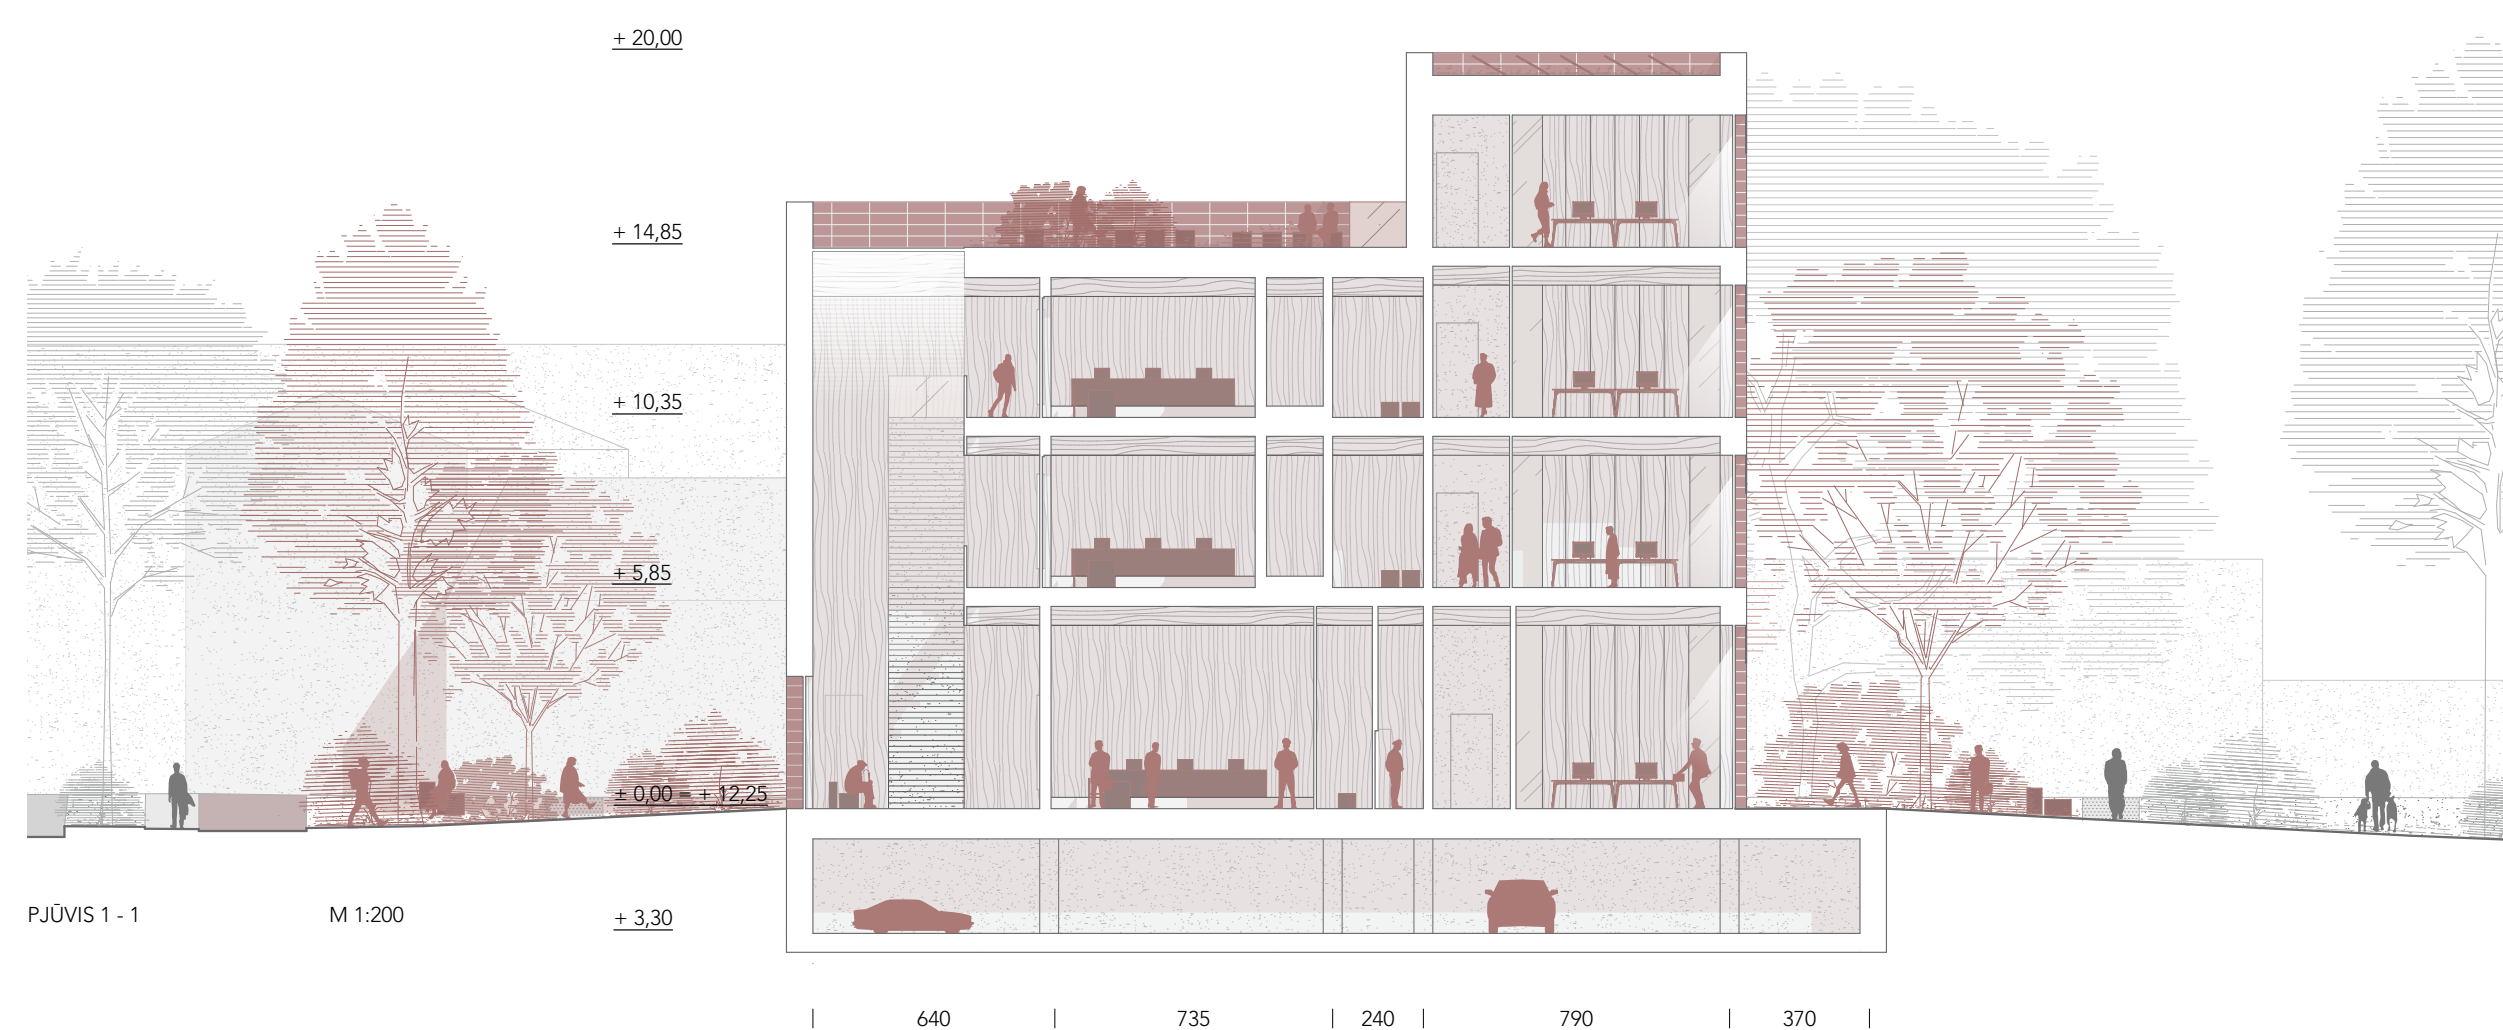 + 20,00
+ 14,85
+ 10,35
+ 5,85
± 0,00 = + 12,25
PJŪVIS 1 - 1 M 1:200 + 3,30
640 735 240 790 370